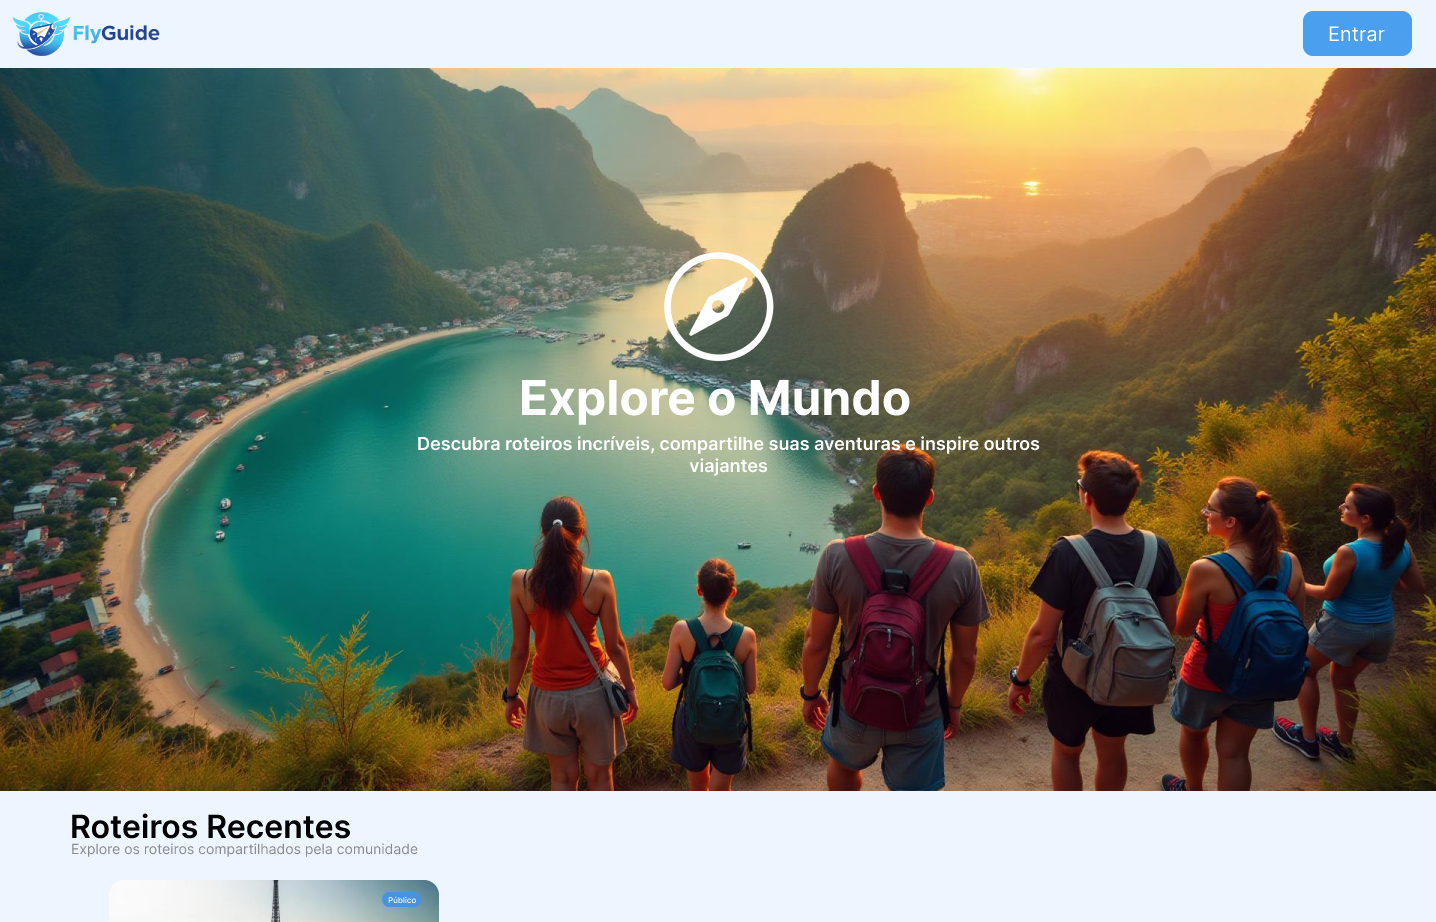 FlyGuide
Entrar
Explore o Mundo
Descubra roteiros incríveis, compartilhe suas aventuras e inspire outros
viajantes
Roteiros Recentes
Explore os roteiros compartilhados pela comunidade
Público